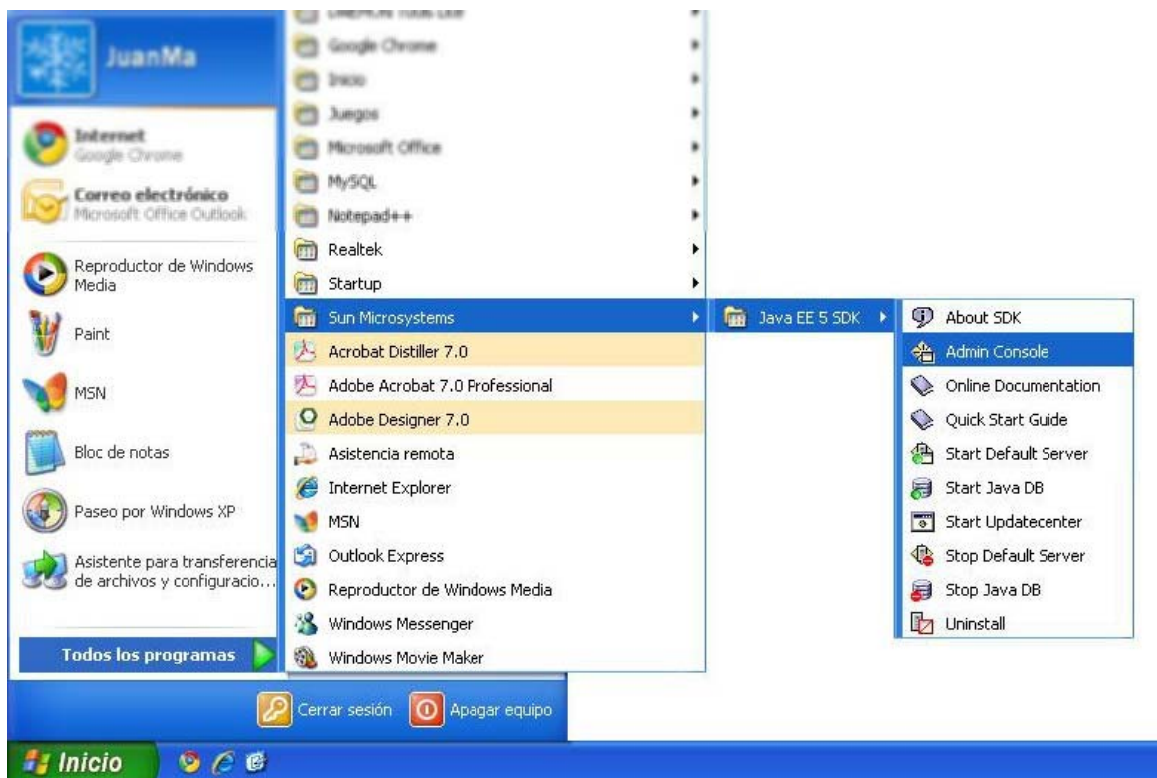 JuanMa
Internet
Google Chrome
Correo electrónico
Microsoft Office Outlook
Reproductor de Windows
Media
Paint
MSN
Bloc de notas
Paseo por Windows XP
Asistente para transferencia
de archivos y configuracio...
Todos los programas
Google Chrome
Inicio
Juegos
Microsoft Office
MySQL
Notepad++
Realtek
Startup
Sun Microsystems
Acrobat Distiller 7.0
Adobe Acrobat 7.0 Professional
Adobe Designer 7.0
Asistencia remota
Internet Explorer
MSN
Outlook Express
Reproductor de Windows Media
Windows Messenger
Windows Movie Maker
Java EE 5 SDK
About SDK
Admin Console
Online Documentation
Quick Start Guide
Start Default Server
Start Java DB
Start Updatecenter
Stop Default Server
Stop Java DB
Uninstall
Cerrar sesión
Apagar equipo
Inicio